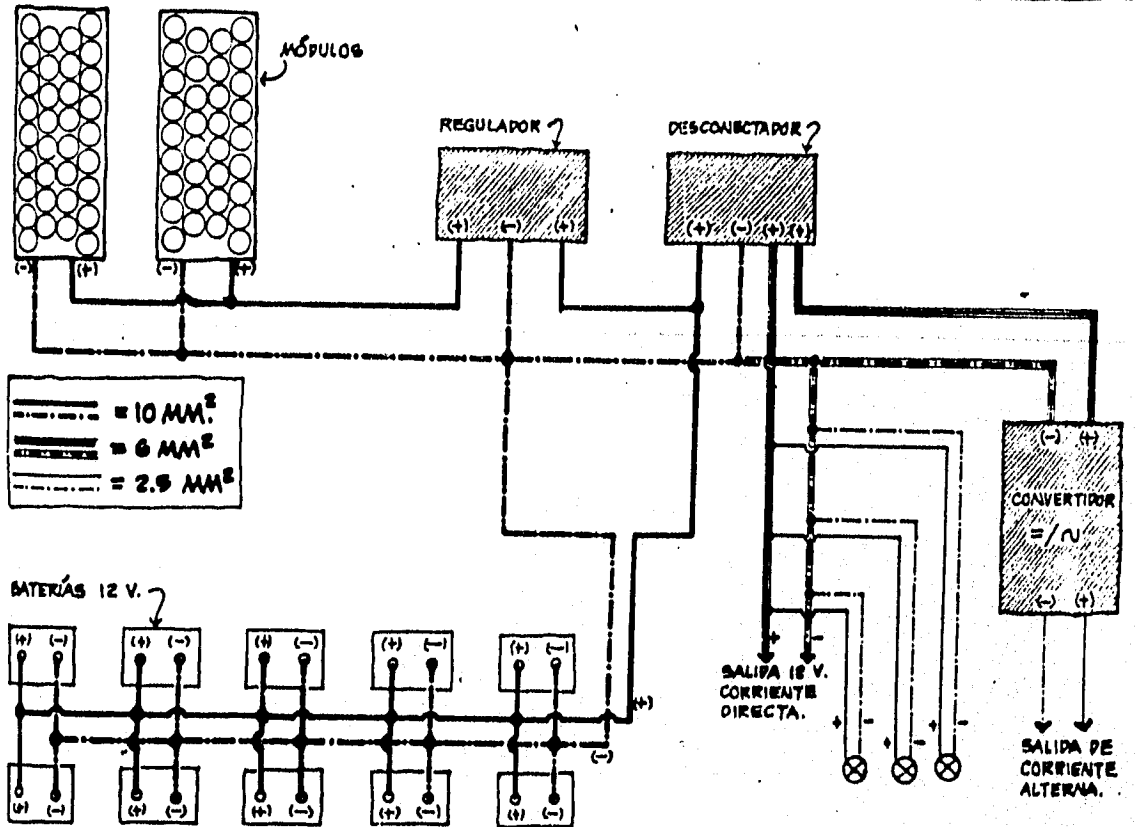 MÓDULOS
REGULADOR
DESCONECTADOR
(+) (-) (+)
(+) (-) (+) (+)
(-) (+) (-) (+)
= 10 MM²
= 6 MM²
= 2.5 MM²
(-) (+)
CONVERTIDOR
=/~
(-) (+)
BATERÍAS 12 V.
(+) (-) (+) (-) (+) (-) (+) (-) (+) (-)
+ -
SALIDA 12 V.
CORRIENTE
DIRECTA.
(+)
(-)
+ - + - + -
SALIDA DE
CORRIENTE
ALTERNA.
(+) (-) (+) (-) (+) (-) (+) (-) (+) (-)